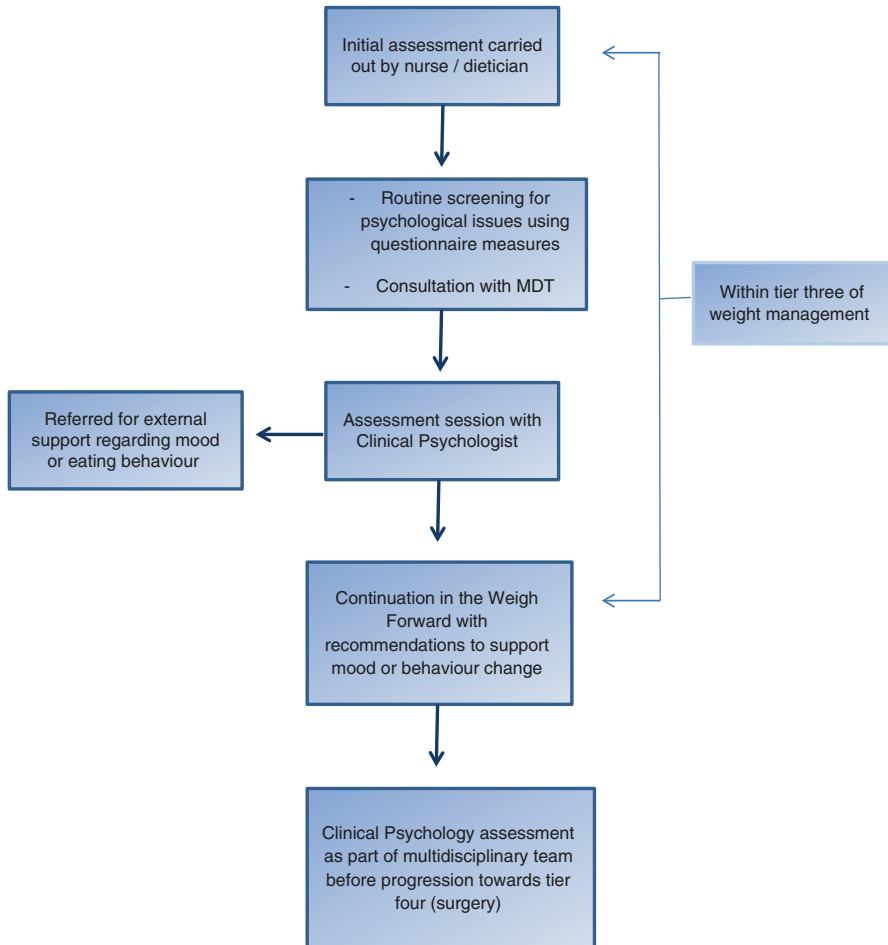 Initial assessment carried
out by nurse / dietician
- Routine screening for
psychological issues using
questionnaire measures
- Consultation with MDT
Within tier three of
weight management
Referred for external
support regarding mood
or eating behaviour
Assessment session with
Clinical Psychologist
Continuation in the Weigh
Forward with
recommendations to support
mood or behaviour change
Clinical Psychology assessment
as part of multidisciplinary team
before progression towards tier
four (surgery)